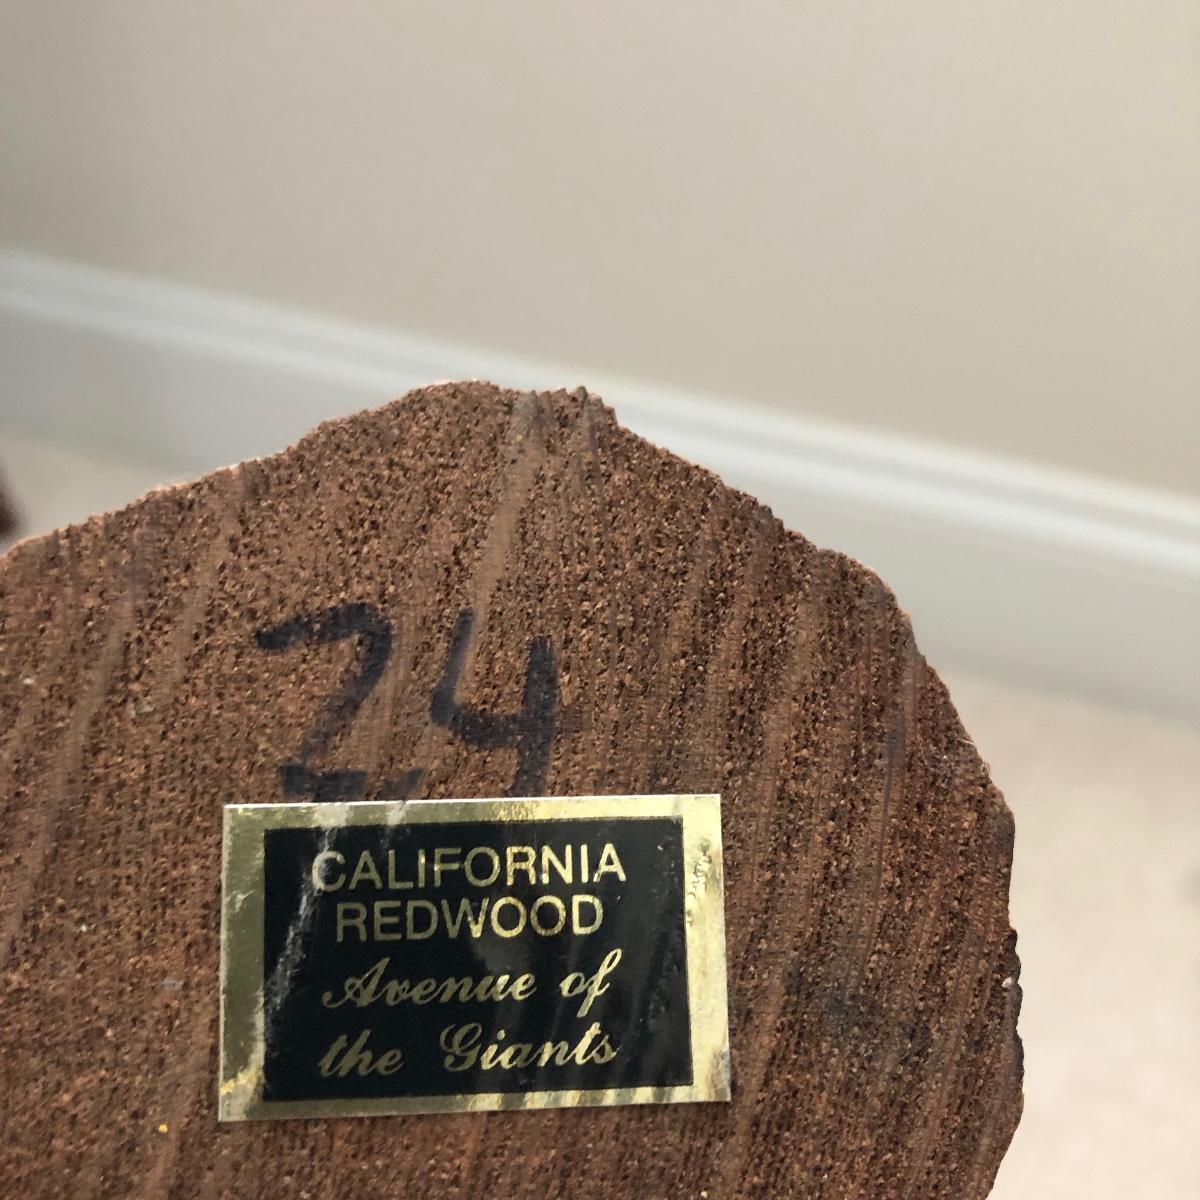 24
CALIFORNIA
REDWOOD
Avenue of
the Giants